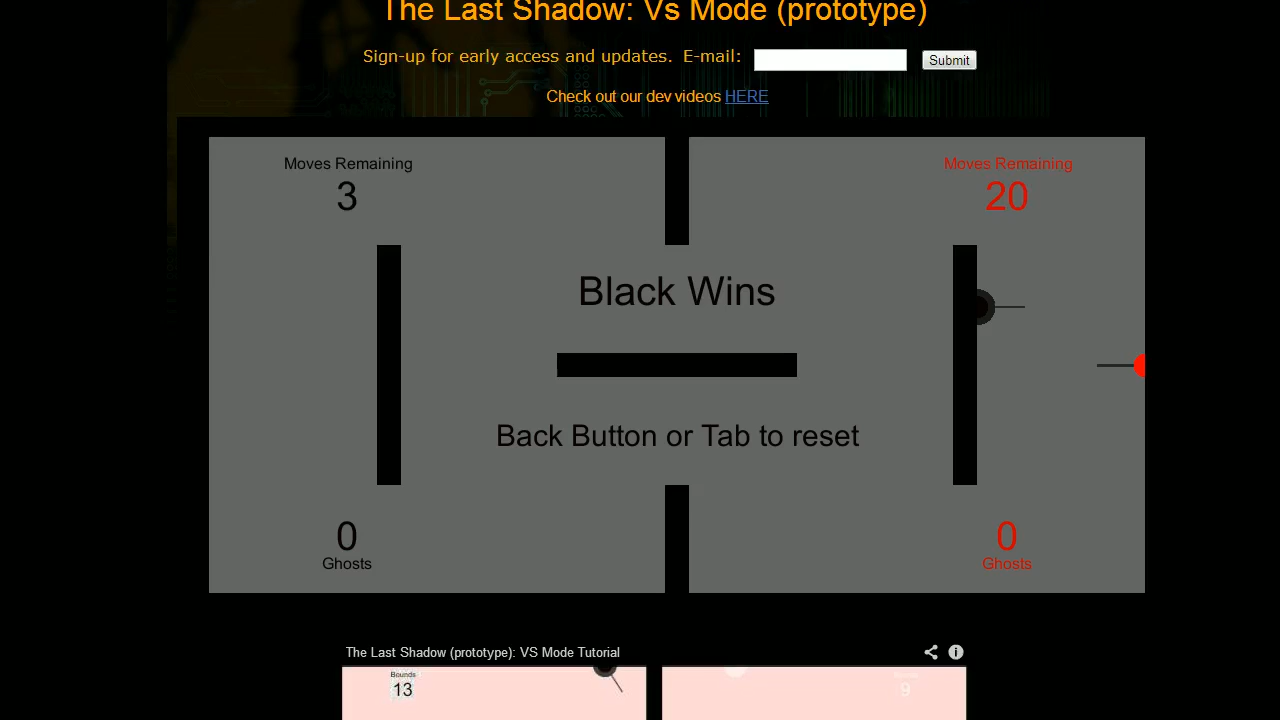 The Last Shadow: Vs Mode (prototype)
Sign-up for early access and updates. E-mail:
Submit
Check out our dev videos HERE
Moves Remaining
3
Moves Remaining
20
Black Wins
Back Button or Tab to reset
0
Ghosts
0
Ghosts
The Last Shadow (prototype): VS Mode Tutorial
Bounds
13
9